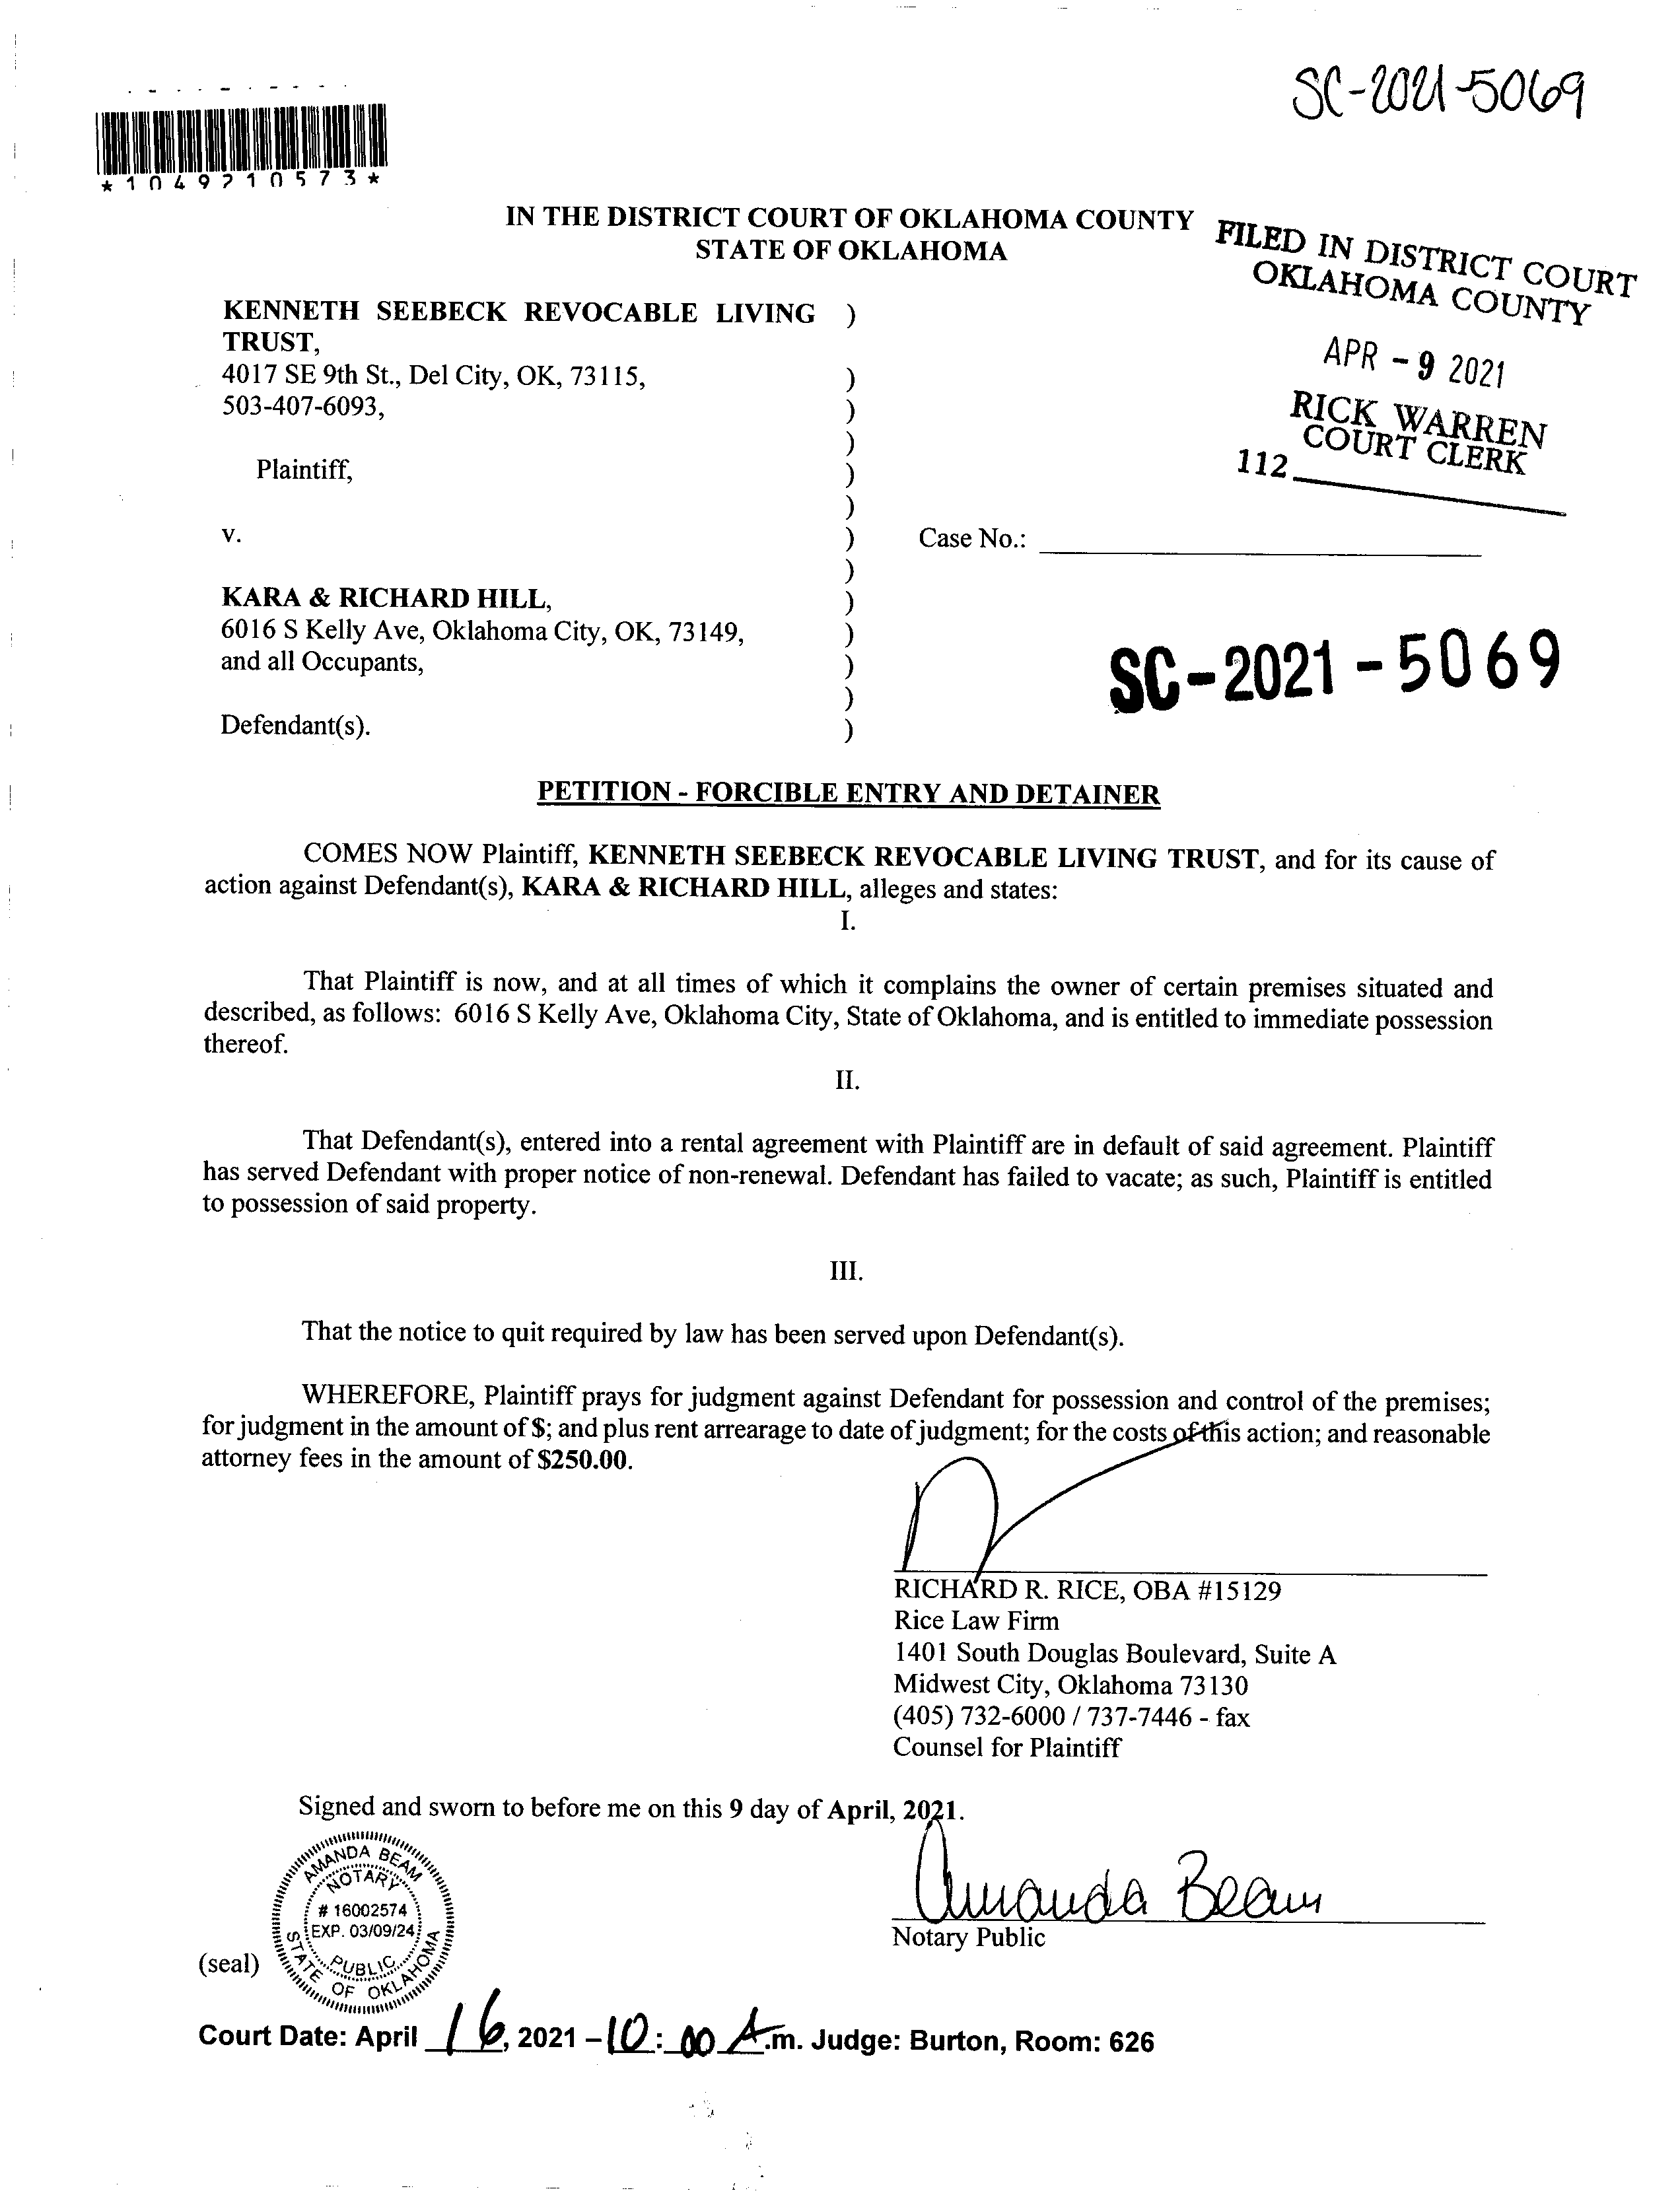 SC-2021-5069
*1049210573*
IN THE DISTRICT COURT OF OKLAHOMA COUNTY
STATE OF OKLAHOMA
FILED IN DISTRICT COURT
OKLAHOMA COUNTY
APR - 9 2021
RICK WARREN
COURT CLERK
112
KENNETH SEEBECK REVOCABLE LIVING )
TRUST,
4017 SE 9th St., Del City, OK, 73115, )
503-407-6093, )
)
Plaintiff, )
)
v. ) Case No.:
)
KARA & RICHARD HILL, )
6016 S Kelly Ave, Oklahoma City, OK, 73149, )
and all Occupants, )
)
Defendant(s). )
SC-2021-5069
PETITION - FORCIBLE ENTRY AND DETAINER
COMES NOW Plaintiff, KENNETH SEEBECK REVOCABLE LIVING TRUST, and for its cause of
action against Defendant(s), KARA & RICHARD HILL, alleges and states:
I.
That Plaintiff is now, and at all times of which it complains the owner of certain premises situated and
described, as follows: 6016 S Kelly Ave, Oklahoma City, State of Oklahoma, and is entitled to immediate possession
thereof.
II.
That Defendant(s), entered into a rental agreement with Plaintiff are in default of said agreement. Plaintiff
has served Defendant with proper notice of non-renewal. Defendant has failed to vacate; as such, Plaintiff is entitled
to possession of said property.
III.
That the notice to quit required by law has been served upon Defendant(s).
WHEREFORE, Plaintiff prays for judgment against Defendant for possession and control of the premises;
for judgment in the amount of $; and plus rent arrearage to date of judgment; for the costs of this action; and reasonable
attorney fees in the amount of $250.00.
RICHARD R. RICE, OBA #15129
Rice Law Firm
1401 South Douglas Boulevard, Suite A
Midwest City, Oklahoma 73130
(405) 732-6000 / 737-7446 - fax
Counsel for Plaintiff
Signed and sworn to before me on this 9 day of April, 2021.
Amanda Beam
Notary Public
(seal)
AMANDA BEAM
NOTARY
# 16002574
EXP. 03/09/24
PUBLIC
STATE OF OKLAHOMA
Court Date: April 16, 2021 - 10:00 A.m. Judge: Burton, Room: 626